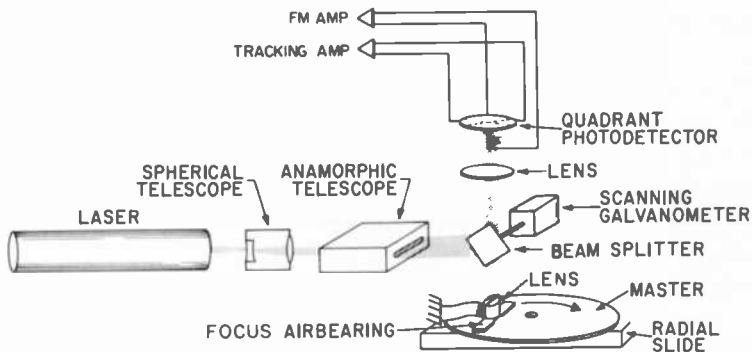 FM AMP
TRACKING AMP
QUADRANT
PHOTODETECTOR
SPHERICAL
TELESCOPE
ANAMORPHIC
TELESCOPE
LENS
LASER
SCANNING
GALVANOMETER
BEAM SPLITTER
LENS
MASTER
FOCUS AIRBEARING
RADIAL
SLIDE